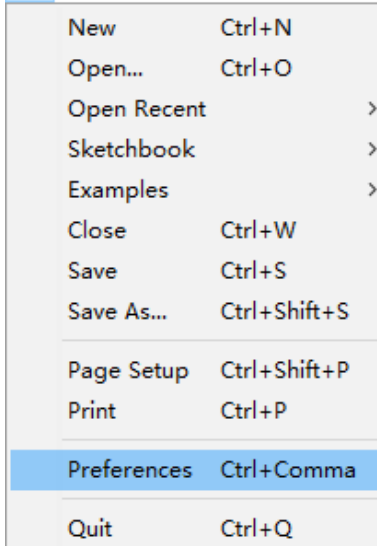 New Ctrl+N
Open... Ctrl+O
Open Recent
Sketchbook
Examples
Close Ctrl+W
Save Ctrl+S
Save As... Ctrl+Shift+S
Page Setup Ctrl+Shift+P
Print Ctrl+P
Preferences Ctrl+Comma
Quit Ctrl+Q